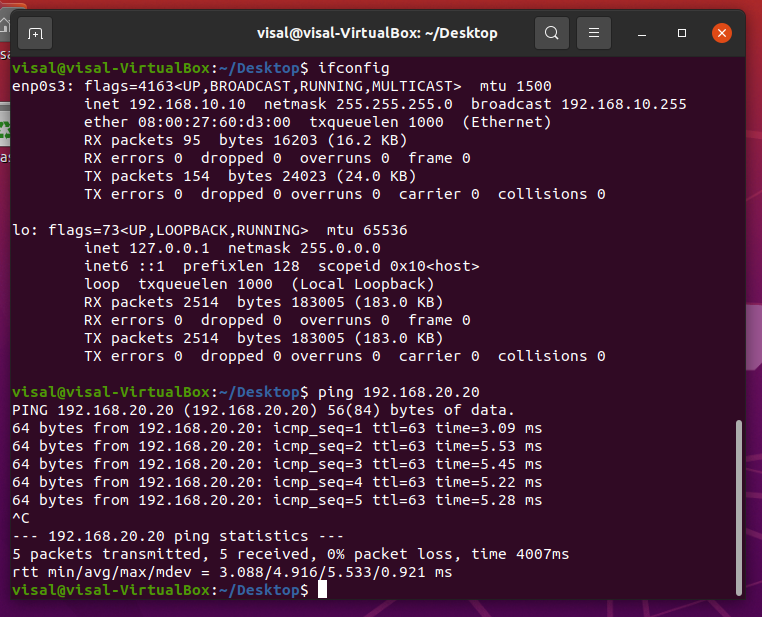 visal@visal-VirtualBox: ~/Desktop
visal@visal-VirtualBox:~/Desktop$ ifconfig
enp0s3: flags=4163<UP,BROADCAST,RUNNING,MULTICAST>  mtu 1500
        inet 192.168.10.10  netmask 255.255.255.0  broadcast 192.168.10.255
        ether 08:00:27:60:d3:00  txqueuelen 1000  (Ethernet)
        RX packets 95  bytes 16203 (16.2 KB)
        RX errors 0  dropped 0  overruns 0  frame 0
        TX packets 154  bytes 24023 (24.0 KB)
        TX errors 0  dropped 0 overruns 0  carrier 0  collisions 0

lo: flags=73<UP,LOOPBACK,RUNNING>  mtu 65536
        inet 127.0.0.1  netmask 255.0.0.0
        inet6 ::1  prefixlen 128  scopeid 0x10<host>
        loop  txqueuelen 1000  (Local Loopback)
        RX packets 2514  bytes 183005 (183.0 KB)
        RX errors 0  dropped 0  overruns 0  frame 0
        TX packets 2514  bytes 183005 (183.0 KB)
        TX errors 0  dropped 0 overruns 0  carrier 0  collisions 0

visal@visal-VirtualBox:~/Desktop$ ping 192.168.20.20
PING 192.168.20.20 (192.168.20.20) 56(84) bytes of data.
64 bytes from 192.168.20.20: icmp_seq=1 ttl=63 time=3.09 ms
64 bytes from 192.168.20.20: icmp_seq=2 ttl=63 time=5.53 ms
64 bytes from 192.168.20.20: icmp_seq=3 ttl=63 time=5.45 ms
64 bytes from 192.168.20.20: icmp_seq=4 ttl=63 time=5.22 ms
64 bytes from 192.168.20.20: icmp_seq=5 ttl=63 time=5.28 ms
^C
--- 192.168.20.20 ping statistics ---
5 packets transmitted, 5 received, 0% packet loss, time 4007ms
rtt min/avg/max/mdev = 3.088/4.916/5.533/0.921 ms
visal@visal-VirtualBox:~/Desktop$